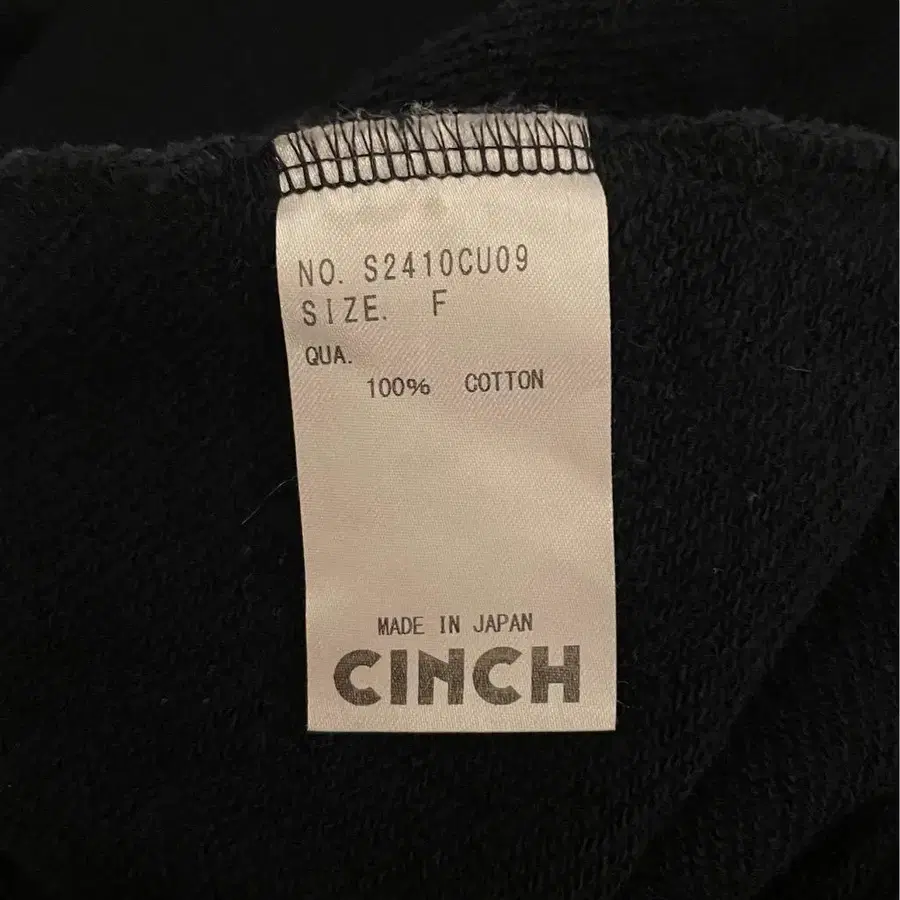 NO. S2410CU09
SIZE. F
QUA.
100% COTTON
MADE IN JAPAN
CINCH